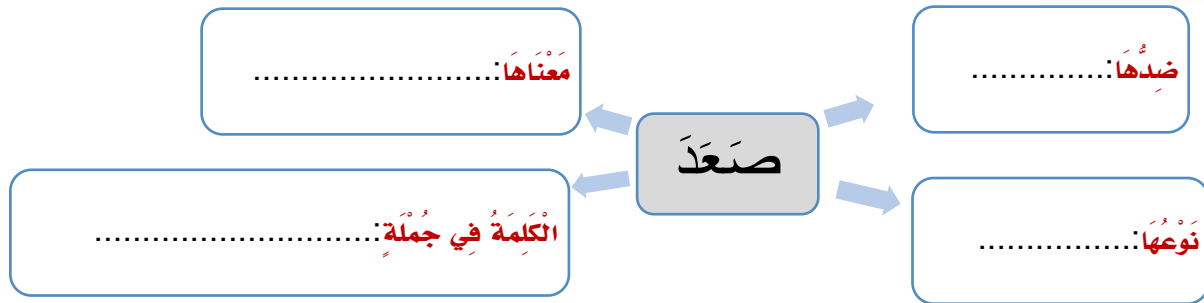 ضِدُّهَا:...............
مَعْنَاهَا:.........................
صَعَدَ
نَوْعُهَا:................
الْكَلِمَةُ فِي جُمْلَةٍ:.............................